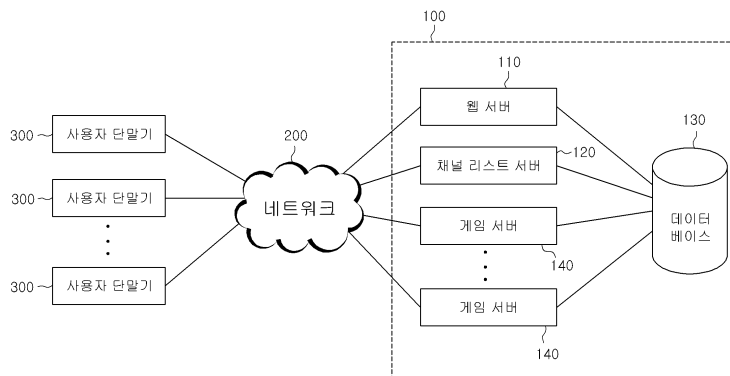 100
110
웹 서버
300
사용자 단말기
200
채널 리스트 서버
120
130
300
사용자 단말기
네트워크
게임 서버
140
데이터
베이스
300
사용자 단말기
게임 서버
140